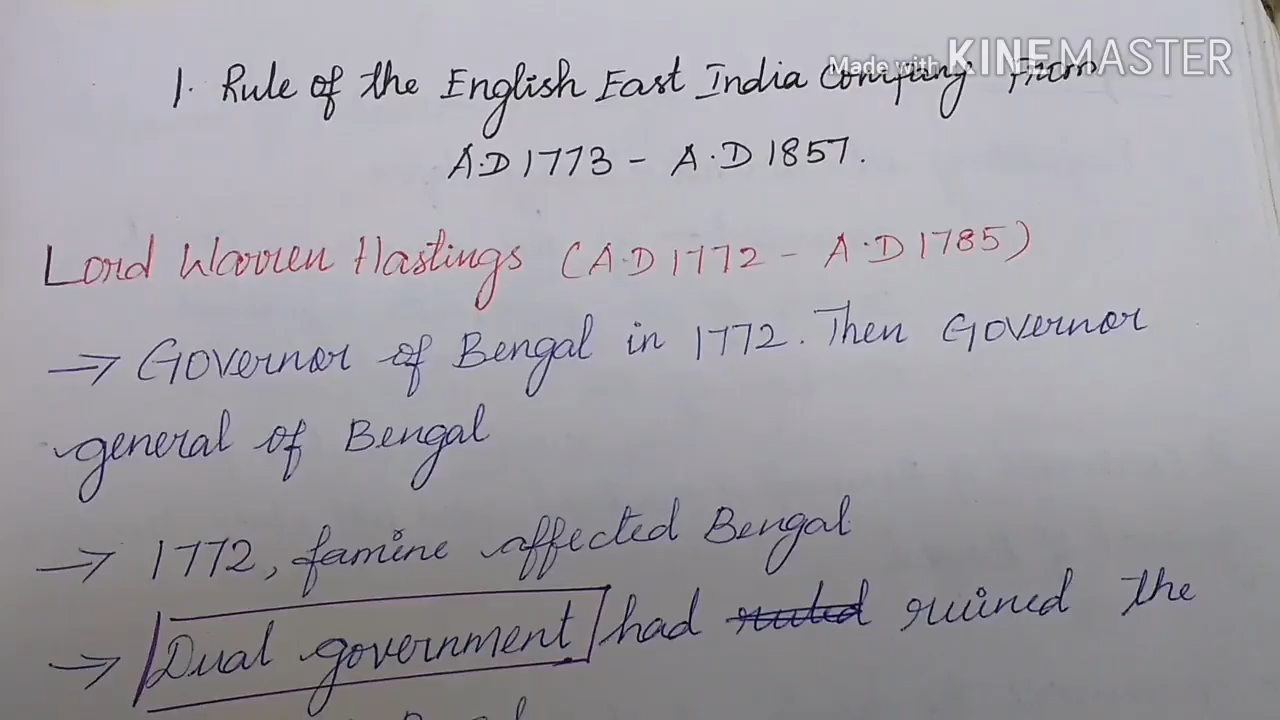 Made with KINEMASTER
1. Rule of the English East India Company From
A.D 1773 - A.D 1857.
Lord Warren Hastings (A.D 1772 - A.D 1785)
→ Governor of Bengal in 1772. Then Governor
general of Bengal
→ 1772, famine affected Bengal
→ Dual government had ruled ruined the
Bengal